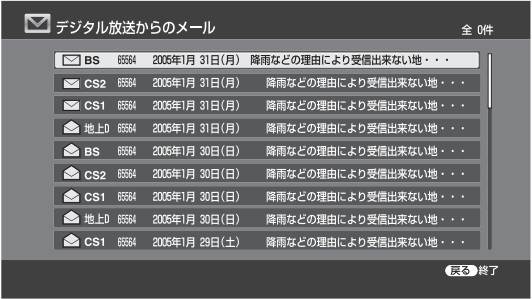 デジタル放送からのメール
全 0件
BS 65564 2005年1月 31日(月) 降雨などの理由により受信出来ない地・・・
CS2 65564 2005年1月 31日(月) 降雨などの理由により受信出来ない地・・・
CS1 65564 2005年1月 31日(月) 降雨などの理由により受信出来ない地・・・
地上D 65564 2005年1月 31日(月) 降雨などの理由により受信出来ない地・・・
BS 65564 2005年1月 30日(日) 降雨などの理由により受信出来ない地・・・
CS2 65564 2005年1月 30日(日) 降雨などの理由により受信出来ない地・・・
CS1 65564 2005年1月 30日(日) 降雨などの理由により受信出来ない地・・・
地上D 65564 2005年1月 30日(日) 降雨などの理由により受信出来ない地・・・
CS1 65564 2005年1月 29日(土) 降雨などの理由により受信出来ない地・・・
戻る 終了